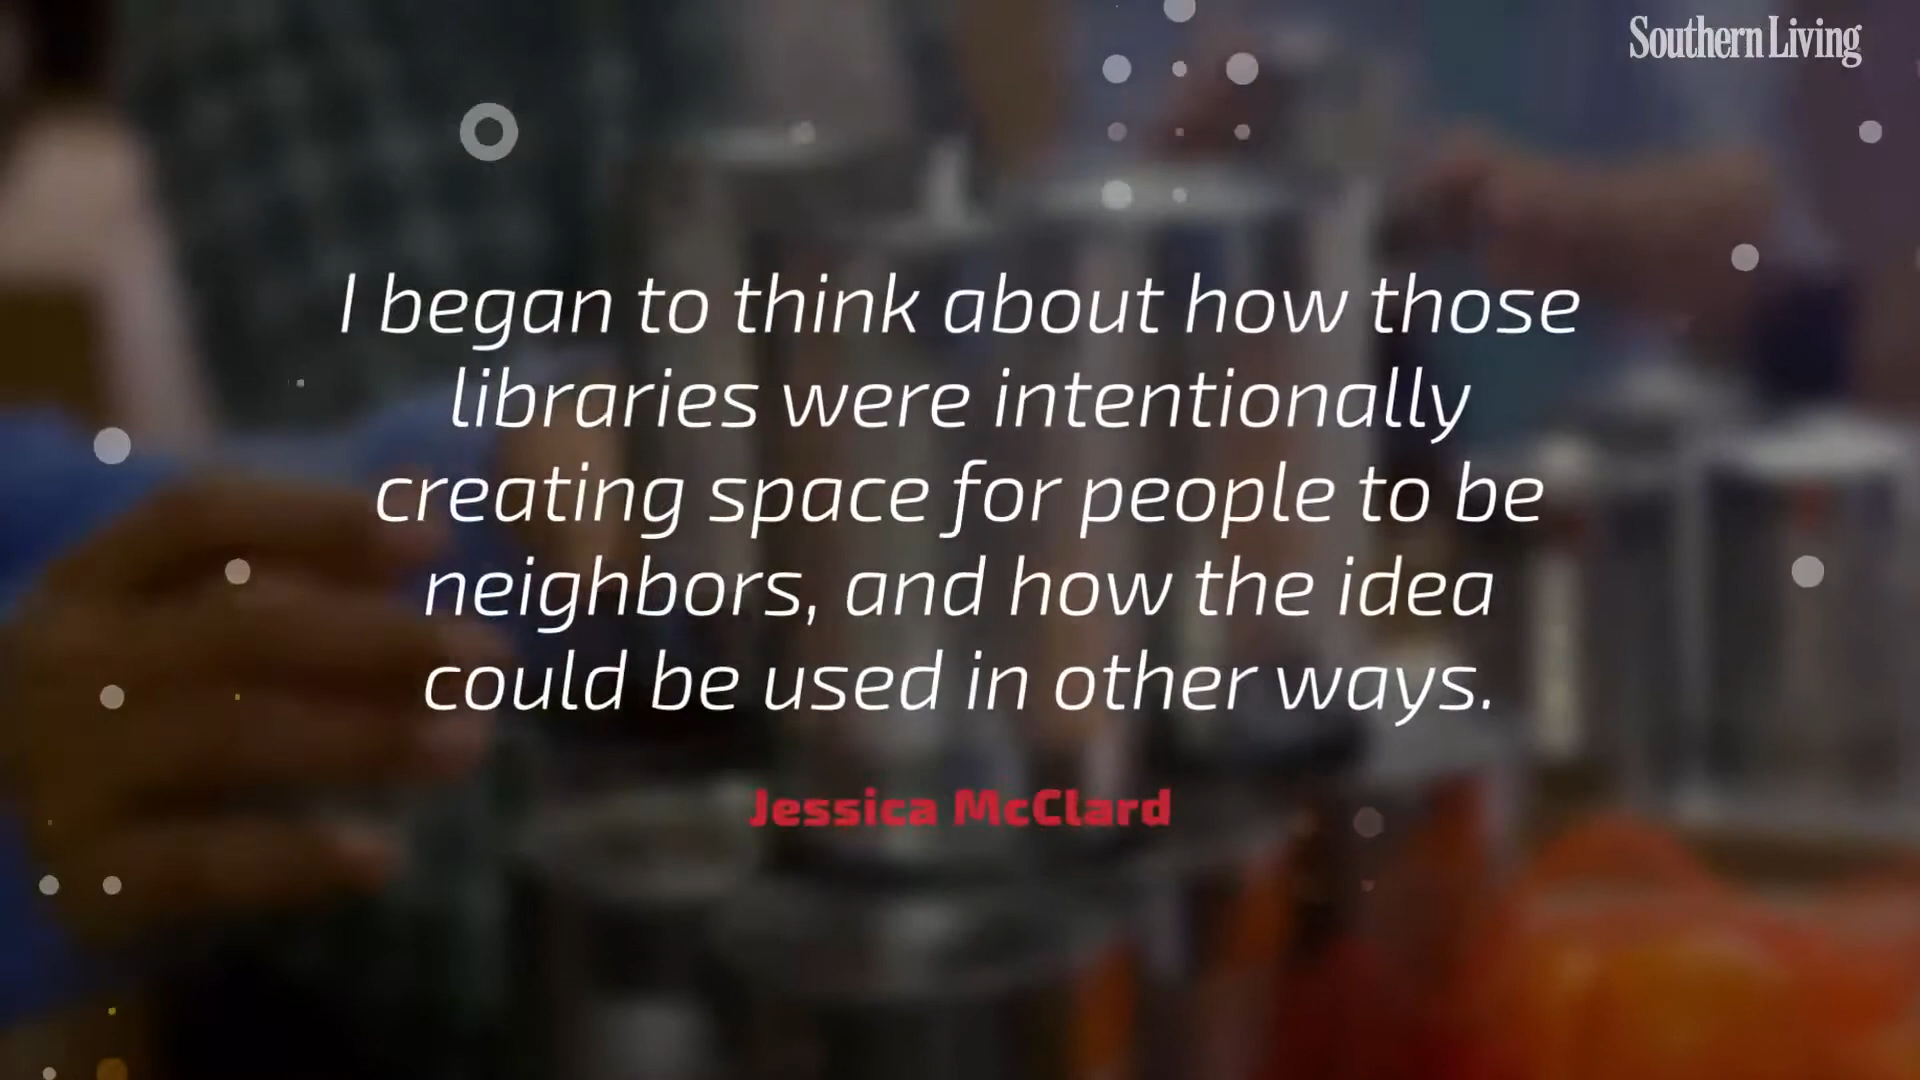 Southern Living
I began to think about how those
libraries were intentionally
creating space for people to be
neighbors, and how the idea
could be used in other ways.
Jessica McClard